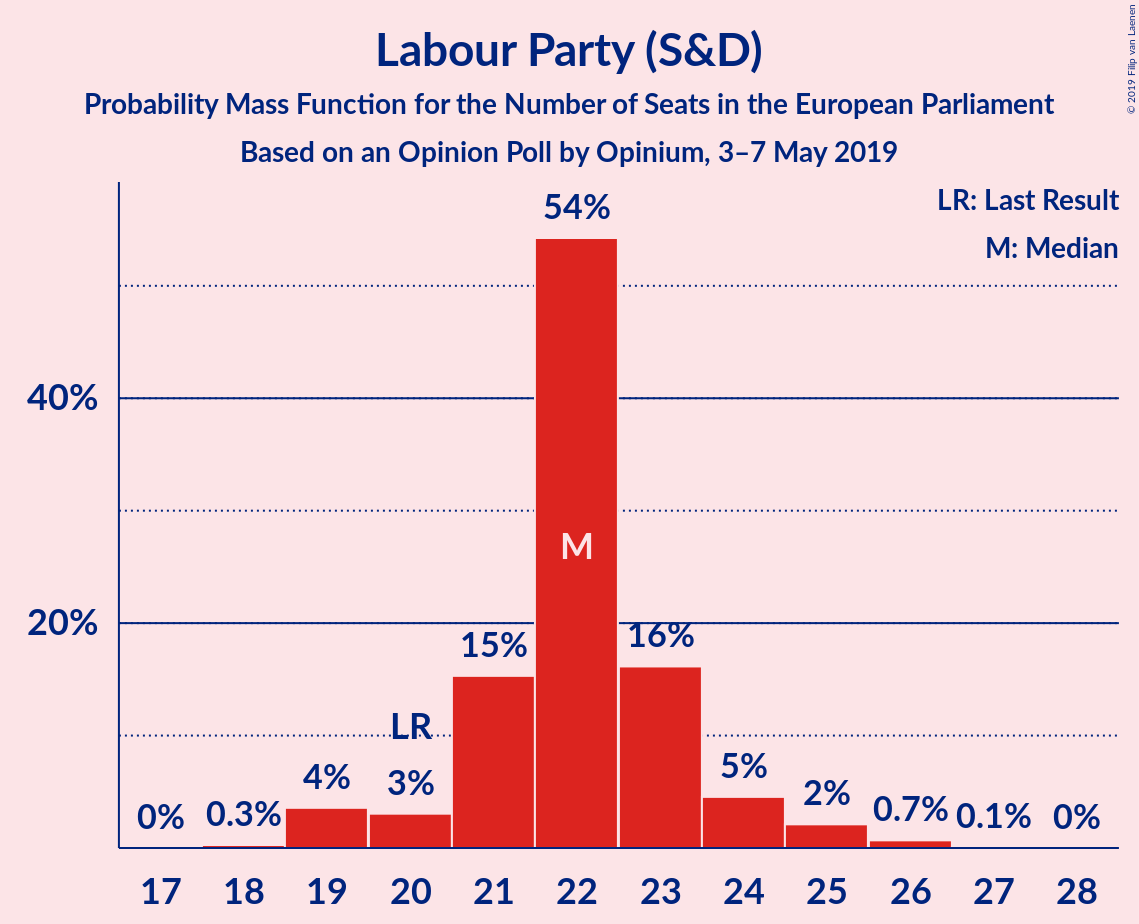 Labour Party (S&D)
Probability Mass Function for the Number of Seats in the European Parliament
Based on an Opinion Poll by Opinium, 3–7 May 2019
© 2019 Filip van Laenen
LR: Last Result
M: Median
54%
40%
M
20%
16%
15%
LR
5%
4%
3%
2%
0%
0.3%
0.7%
0.1%
0%
17 18 19 20 21 22 23 24 25 26 27 28